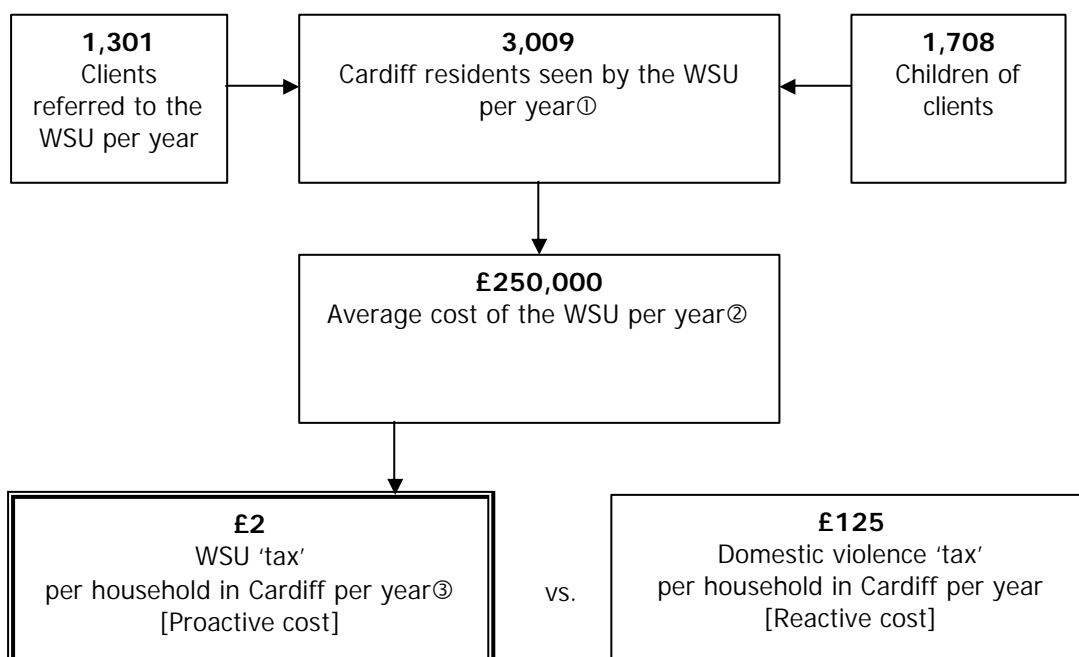 1,301
Clients
referred to the
WSU per year
3,009
Cardiff residents seen by the WSU
per year①
1,708
Children of
clients
£250,000
Average cost of the WSU per year②
£2
WSU ‘tax’
per household in Cardiff per year③
[Proactive cost]
vs.
£125
Domestic violence ‘tax’
per household in Cardiff per year
[Reactive cost]